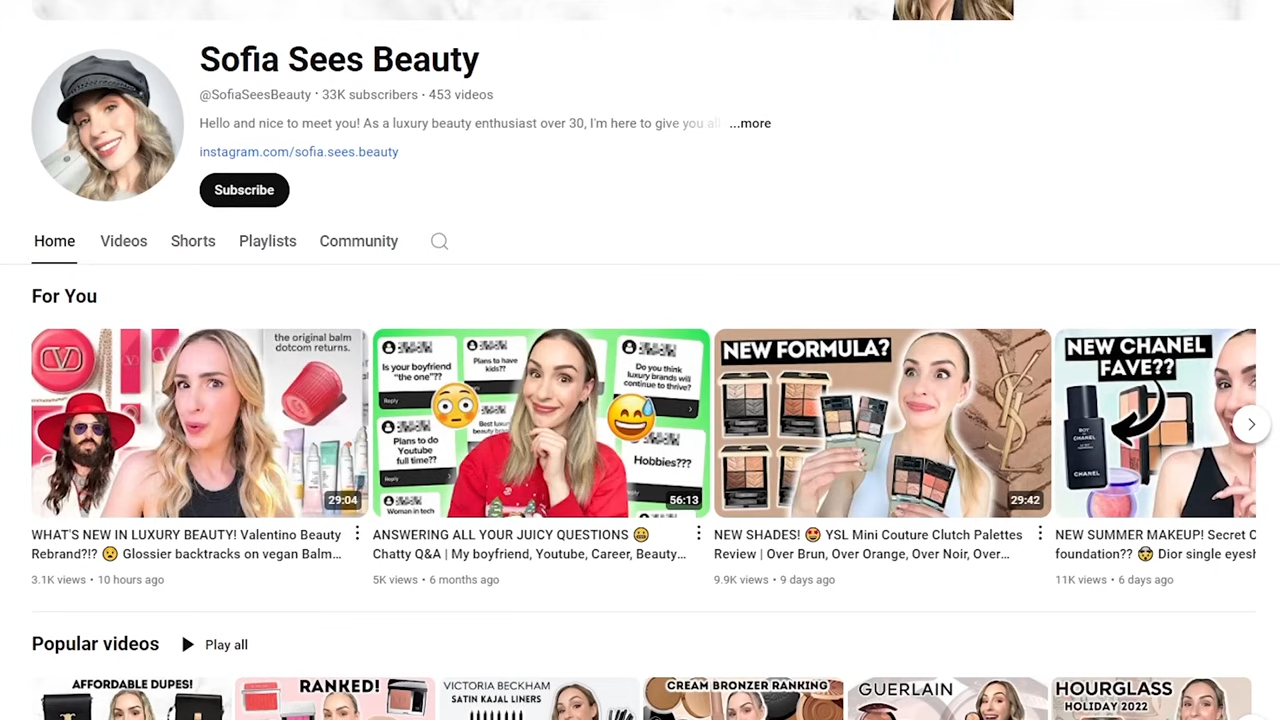 Sofia Sees Beauty
@SofiaSeesBeauty · 33K subscribers · 453 videos
Hello and nice to meet you! As a luxury beauty enthusiast over 30, I'm here to give you all ...more
instagram.com/sofia.sees.beauty
Subscribe
Home Videos Shorts Playlists Community
For You
the original balm
dotcom returns.
29:04
Is your boyfriend
"the one"??
Reply
Plans to have
kids??
Do you think
luxury brands will
continue to thrive?
Plans to do
Youtube
full time??
Reply
Hobbies???
Woman in tech
56:13
NEW FORMULA?
29:42
NEW CHANEL
FAVE??
BOY
CHANEL
CHANEL
WHAT'S NEW IN LUXURY BEAUTY! Valentino Beauty
Rebrand?!? 😧 Glossier backtracks on vegan Balm...
3.1K views · 10 hours ago
ANSWERING ALL YOUR JUICY QUESTIONS 😁
Chatty Q&A | My boyfriend, Youtube, Career, Beauty...
5K views · 6 months ago
NEW SHADES! 🤩 YSL Mini Couture Clutch Palettes
Review | Over Brun, Over Orange, Over Noir, Over...
9.9K views · 9 days ago
NEW SUMMER MAKEUP! Secret C
foundation?? 😵 Dior single eyesh
11K views · 6 days ago
Popular videos Play all
AFFORDABLE DUPES!
RANKED!
VICTORIA BECKHAM
SATIN KAJAL LINERS
CREAM BRONZER RANKING
GUERLAIN
HOURGLASS
HOLIDAY 2022